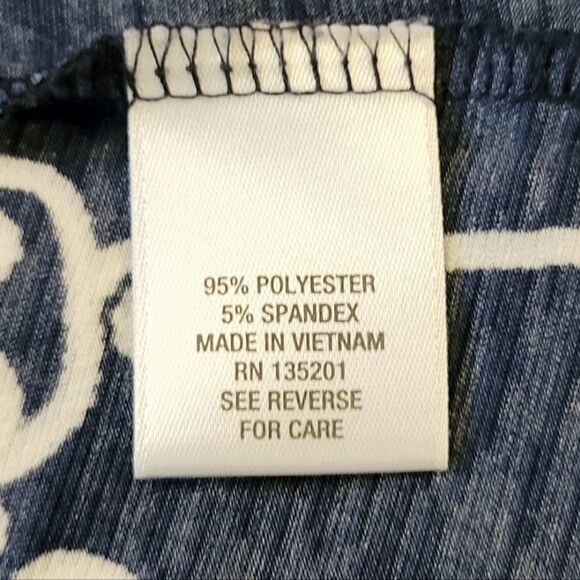 95% POLYESTER
5% SPANDEX
MADE IN VIETNAM
RN 135201
SEE REVERSE
FOR CARE